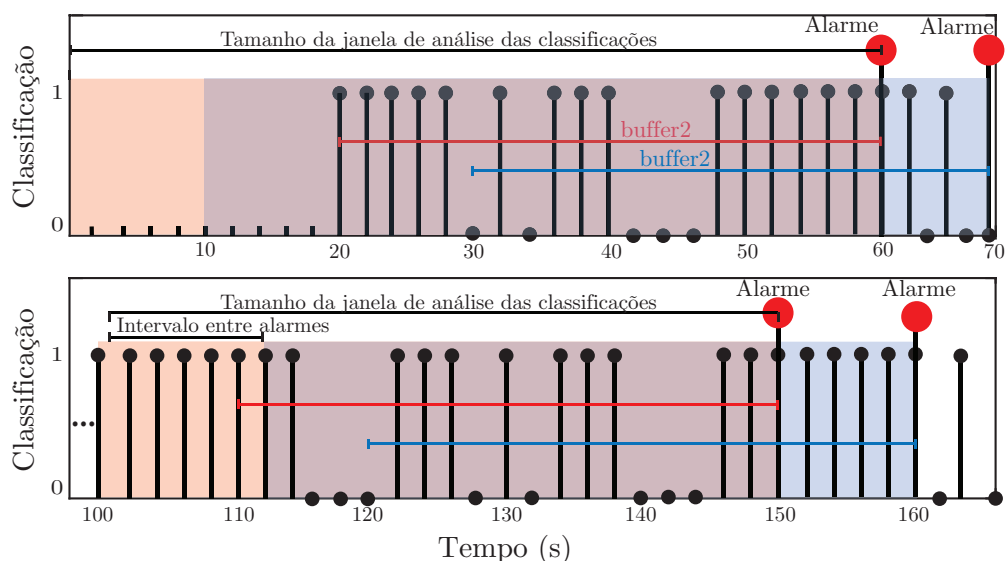 Alarme Alarme
Tamanho da janela de análise das classificações
Classificação
1
buffer2
buffer2
0
10 20 30 40 50 60 70
Alarme Alarme
Tamanho da janela de análise das classificações
Intervalo entre alarmes
Classificação
1
...
0
100 110 120 130 140 150 160
Tempo (s)